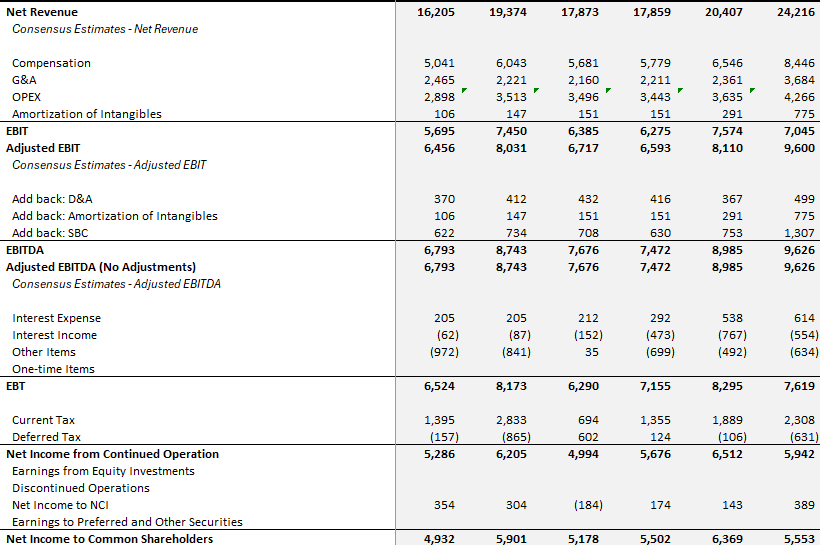 Net Revenue 16,205 19,374 17,873 17,859 20,407 24,216
Consensus Estimates - Net Revenue
Compensation 5,041 6,043 5,681 5,779 6,546 8,446
G&A 2,465 2,221 2,160 2,211 2,361 3,684
OPEX 2,898 3,513 3,496 3,443 3,635 4,266
Amortization of Intangibles 106 147 151 151 291 775
EBIT 5,695 7,450 6,385 6,275 7,574 7,045
Adjusted EBIT 6,456 8,031 6,717 6,593 8,110 9,600
Consensus Estimates - Adjusted EBIT
Add back: D&A 370 412 432 416 367 499
Add back: Amortization of Intangibles 106 147 151 151 291 775
Add back: SBC 622 734 708 630 753 1,307
EBITDA 6,793 8,743 7,676 7,472 8,985 9,626
Adjusted EBITDA (No Adjustments) 6,793 8,743 7,676 7,472 8,985 9,626
Consensus Estimates - Adjusted EBITDA
Interest Expense 205 205 212 292 538 614
Interest Income (62) (87) (152) (473) (767) (554)
Other Items (972) (841) 35 (699) (492) (634)
One-time Items
EBT 6,524 8,173 6,290 7,155 8,295 7,619
Current Tax 1,395 2,833 694 1,355 1,889 2,308
Deferred Tax (157) (865) 602 124 (106) (631)
Net Income from Continued Operation 5,286 6,205 4,994 5,676 6,512 5,942
Earnings from Equity Investments
Discontinued Operations
Net Income to NCI 354 304 (184) 174 143 389
Earnings to Preferred and Other Securities
Net Income to Common Shareholders 4,932 5,901 5,178 5,502 6,369 5,553